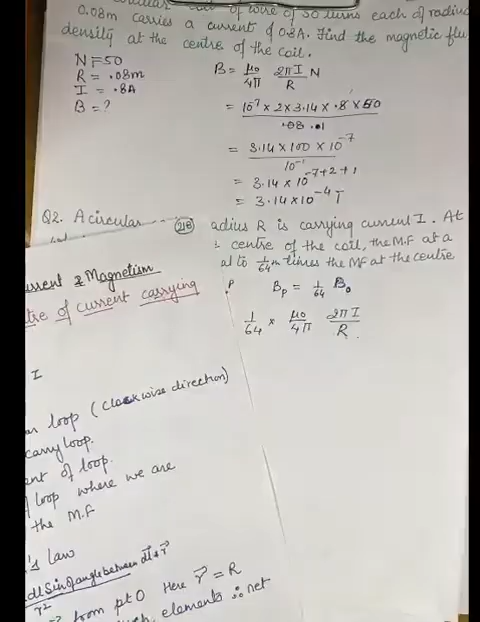 of wire of 50 turns each of radius
0.08m carries a current of 0.8A. Find the magnetic flu
density at the centre of the coil.
N=50
R = .08m
I = .8A
B = ?
B = μ0/4π 2πI/R N
= 10^7 × 2 × 3.14 × .8 × 50 / .08 .01
= 3.14 × 100 × 10^-7 / 10^-1
= 3.14 × 10^-7+2+1
= 3.14 × 10^-4 T
Q2. A circular
218
adius R is carrying current I. At
centre of the coil, the M.F at a
al to 1/64 times the MF at the centre
P
Bp = 1/64 B0
1/64 × μ0/4π 2πI/R
urrent & Magnetism
tre of current carrying
I
loop (Clockwise direction)
carry loop.
ent of loop.
loop where we are
the M.F
's law
dl Sin of angle between dl & r
r^2
from pt O Here r = R
elements ∴ net